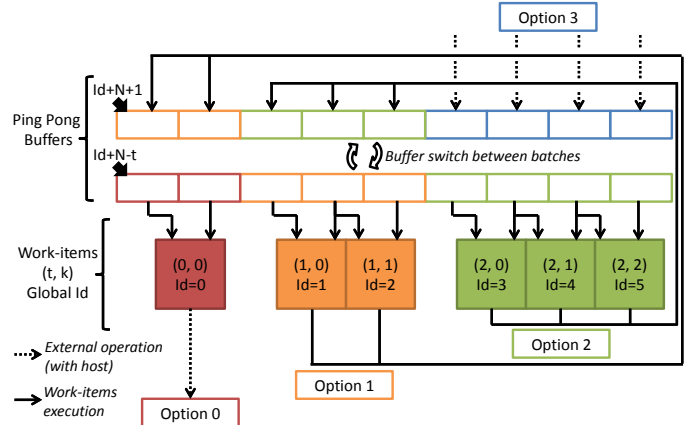 Option 3
Id+N+1
Ping Pong
Buffers
Id+N-t
Buffer switch between batches
Work-items
(t, k)
Global Id
(0, 0)
Id=0
(1, 0)
Id=1
(1, 1)
Id=2
(2, 0)
Id=3
(2, 1)
Id=4
(2, 2)
Id=5
External operation
(with host)
Option 2
Option 1
Work-items
execution
Option 0